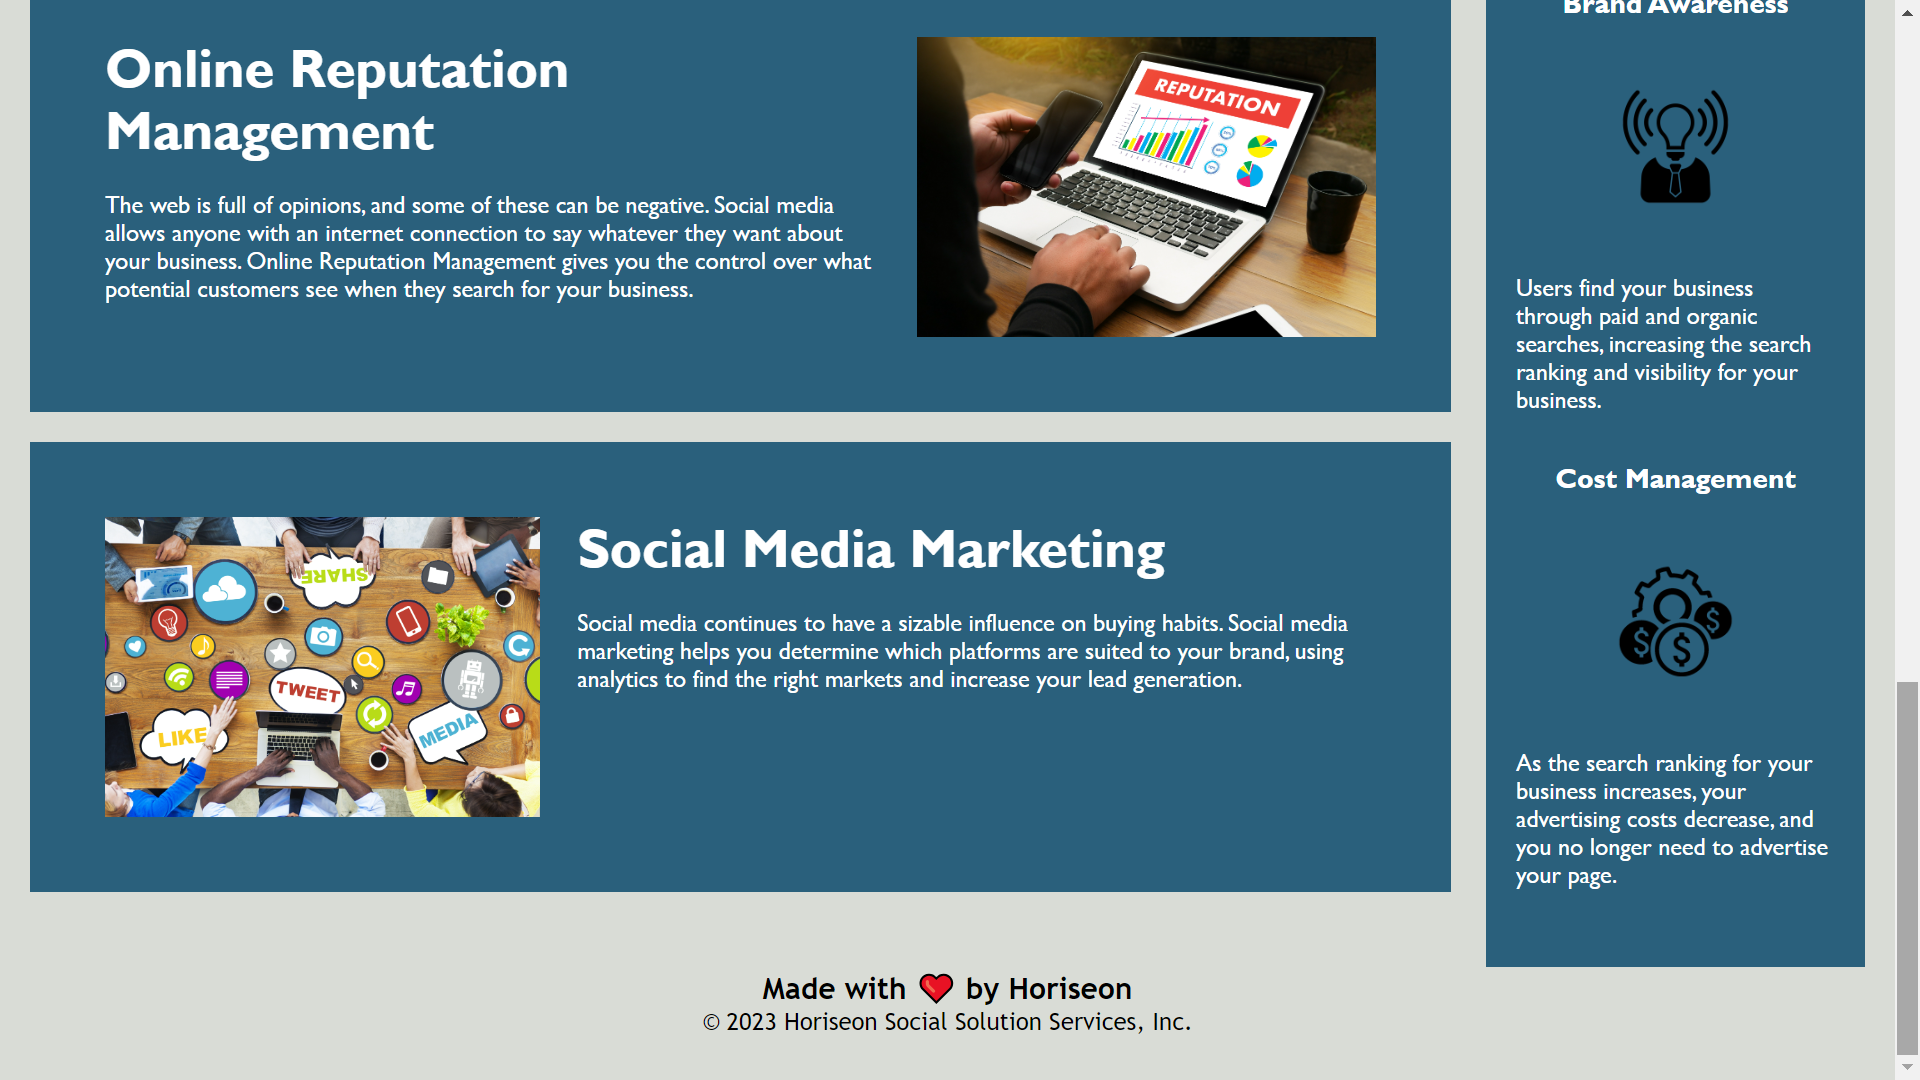 Brand Awareness
Online Reputation
Management
The web is full of opinions, and some of these can be negative. Social media
allows anyone with an internet connection to say whatever they want about
your business. Online Reputation Management gives you the control over what
potential customers see when they search for your business.
REPUTATION
Users find your business
through paid and organic
searches, increasing the search
ranking and visibility for your
business.
Social Media Marketing
Social media continues to have a sizable influence on buying habits. Social media
marketing helps you determine which platforms are suited to your brand, using
analytics to find the right markets and increase your lead generation.
SHARE
TWEET
LIKE
MEDIA
Cost Management
$ $ $
As the search ranking for your
business increases, your
advertising costs decrease, and
you no longer need to advertise
your page.
Made with ❤ by Horiseon
© 2023 Horiseon Social Solution Services, Inc.